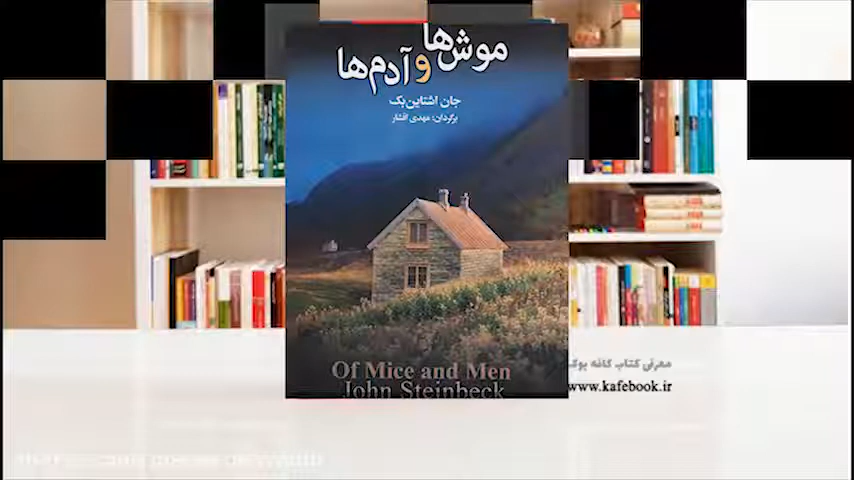 موش‌ها
و آدم‌ها
جان اشتاین‌بک
برگردان: مهدی افشار
Of Mice and Men
John Steinbeck
معرفی کتاب کافه بوک
www.kafebook.ir